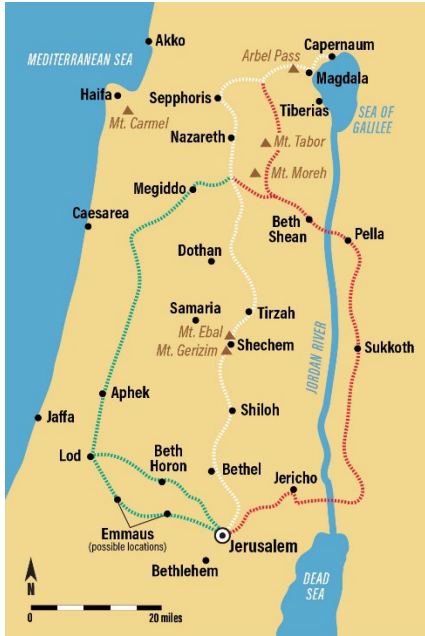 Akko
Capernaum
MEDITERRANEAN SEA
Arbel Pass
Magdala
Haifa
Sepphoris
Tiberias
SEA OF
GALILEE
Mt. Carmel
Nazareth
Mt. Tabor
Mt. Moreh
Megiddo
Caesarea
Beth
Shean
Pella
Dothan
Samaria
Tirzah
Mt. Ebal
Shechem
Mt. Gerizim
Sukkoth
JORDAN RIVER
Aphek
Jaffa
Shiloh
Lod
Beth
Horon
Bethel
Jericho
Emmaus
(possible locations)
Jerusalem
Bethlehem
DEAD
SEA
N
0
20 miles